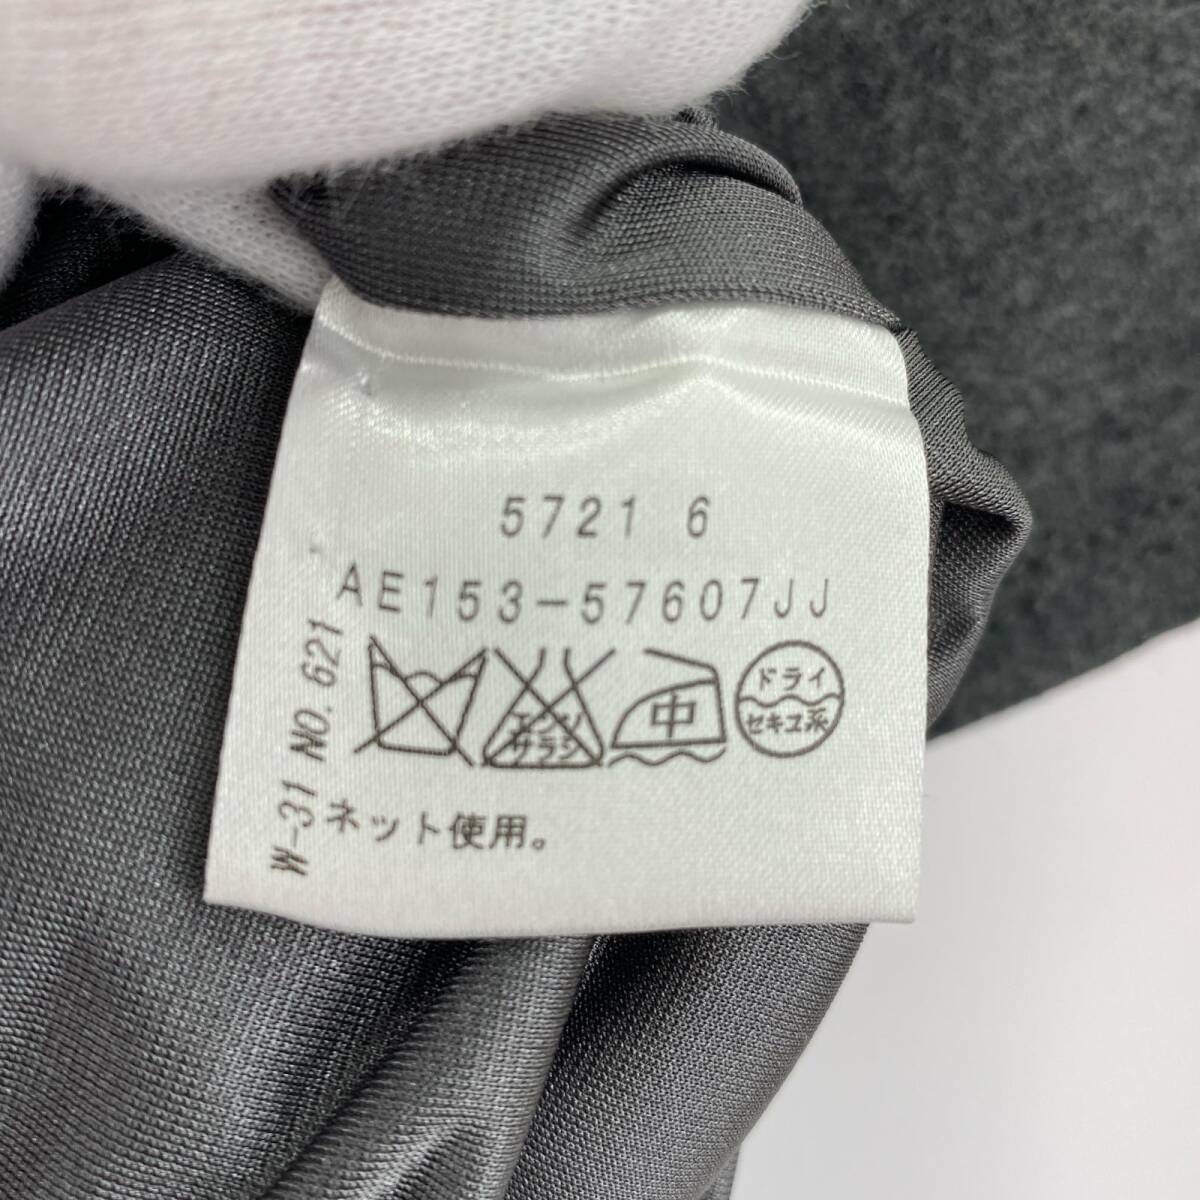 5721 6
AE153-57607JJ
エンソ
サラシ
中
ドライ
セキユ系
ネット使用。
W-31 NO.621